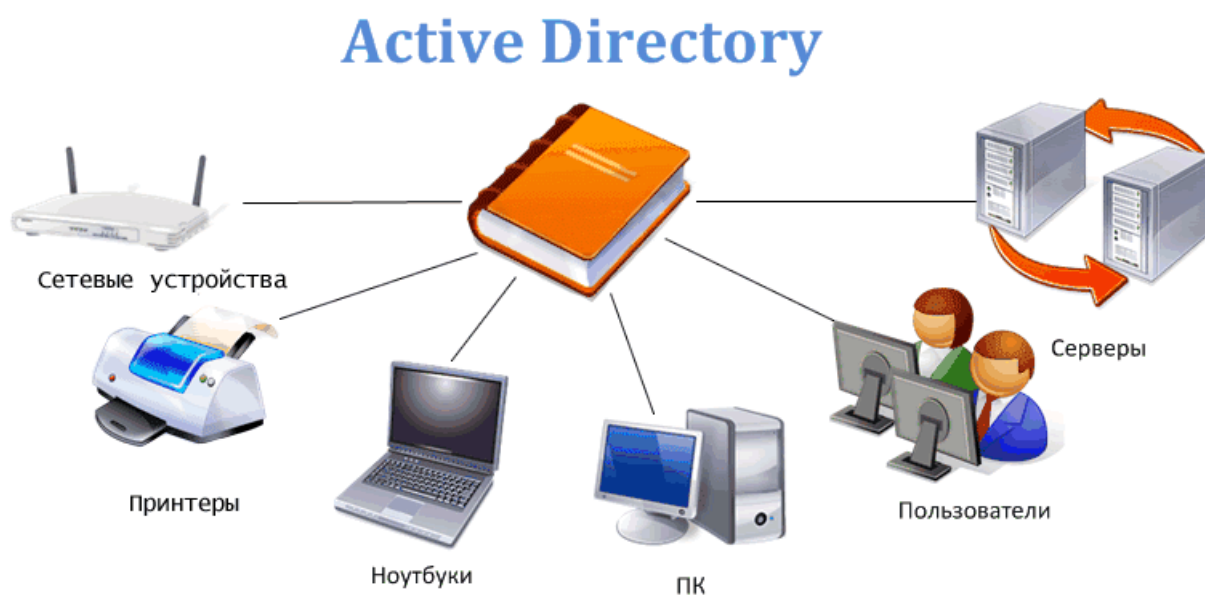 Active Directory
Сетевые устройства
Принтеры
Ноутбуки
ПК
Пользователи
Серверы